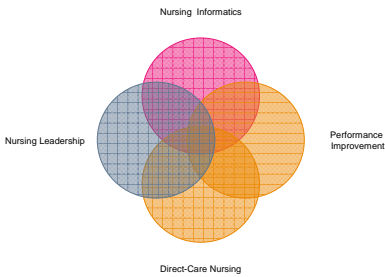 Nursing Informatics
Nursing Leadership
Performance
Improvement
Direct-Care Nursing